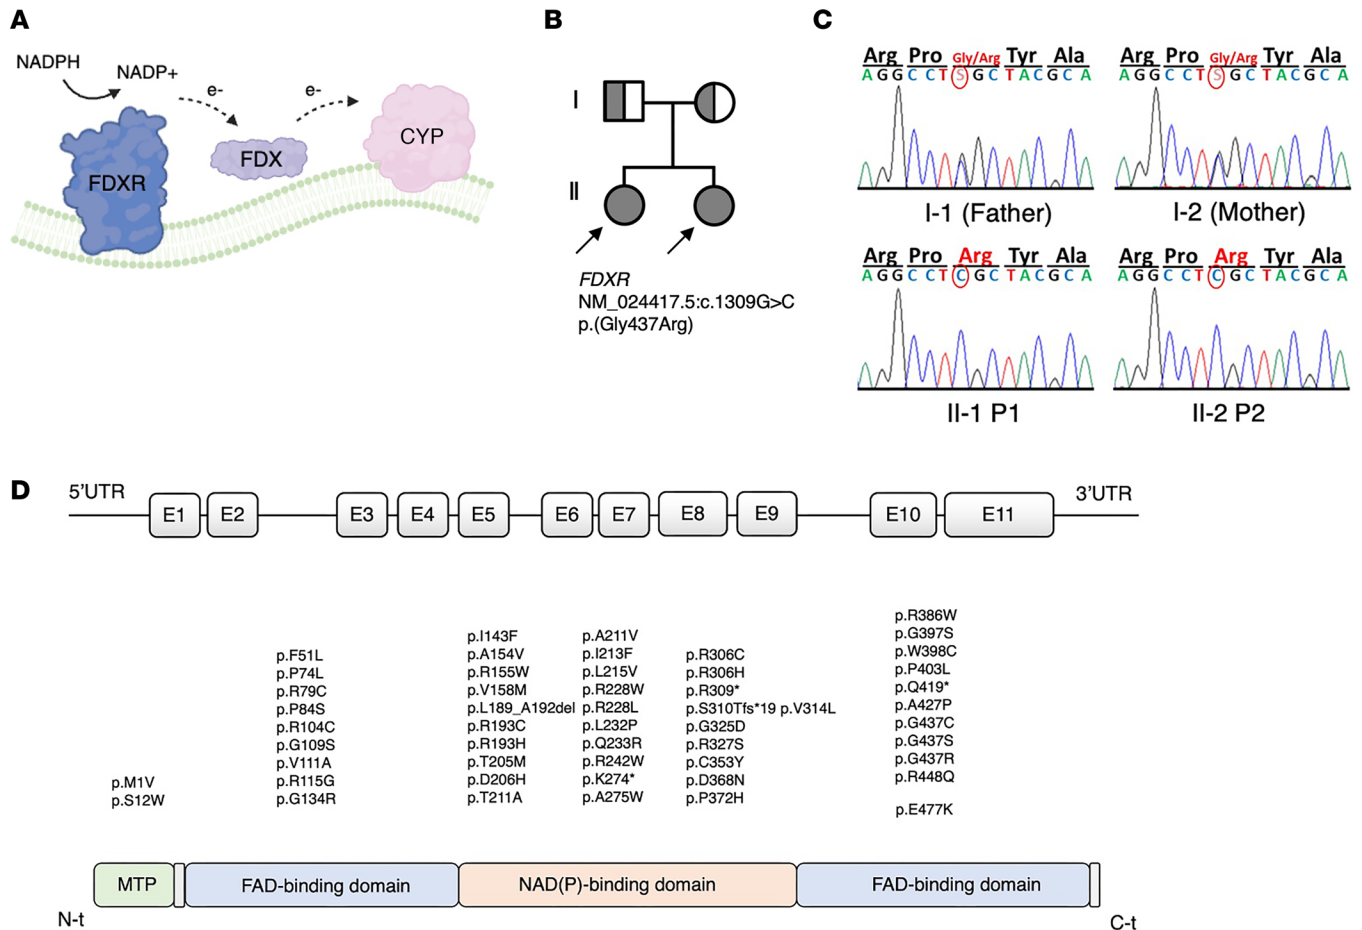 A
NADPH
NADP+
e-
e-
FDXR
FDX
CYP
B
I
II
FDXR
NM_024417.5:c.1309G>C
p.(Gly437Arg)
C
Arg Pro Gly/Arg Tyr Ala
A G G C C T S G C T A C G C A
I-1 (Father)
Arg Pro Gly/Arg Tyr Ala
A G G C C T S G C T A C G C A
I-2 (Mother)
Arg Pro Arg Tyr Ala
A G G C C T C G C T A C G C A
II-1 P1
Arg Pro Arg Tyr Ala
A G G C C T C G C T A C G C A
II-2 P2
D
5'UTR
E1 E2 E3 E4 E5 E6 E7 E8 E9 E10 E11
3'UTR
p.M1V
p.S12W
p.F51L
p.P74L
p.R79C
p.P84S
p.R104C
p.G109S
p.V111A
p.R115G
p.G134R
p.I143F
p.A154V
p.R155W
p.V158M
p.L189_A192del
p.R193C
p.R193H
p.T205M
p.D206H
p.T211A
p.A211V
p.I213F
p.L215V
p.R228W
p.R228L
p.L232P
p.Q233R
p.R242W
p.K274*
p.A275W
p.R306C
p.R306H
p.R309*
p.S310Tfs*19 p.V314L
p.G325D
p.R327S
p.C353Y
p.D368N
p.P372H
p.R386W
p.G397S
p.W398C
p.P403L
p.Q419*
p.A427P
p.G437C
p.G437S
p.G437R
p.R448Q
p.E477K
MTP
FAD-binding domain
NAD(P)-binding domain
FAD-binding domain
N-t
C-t